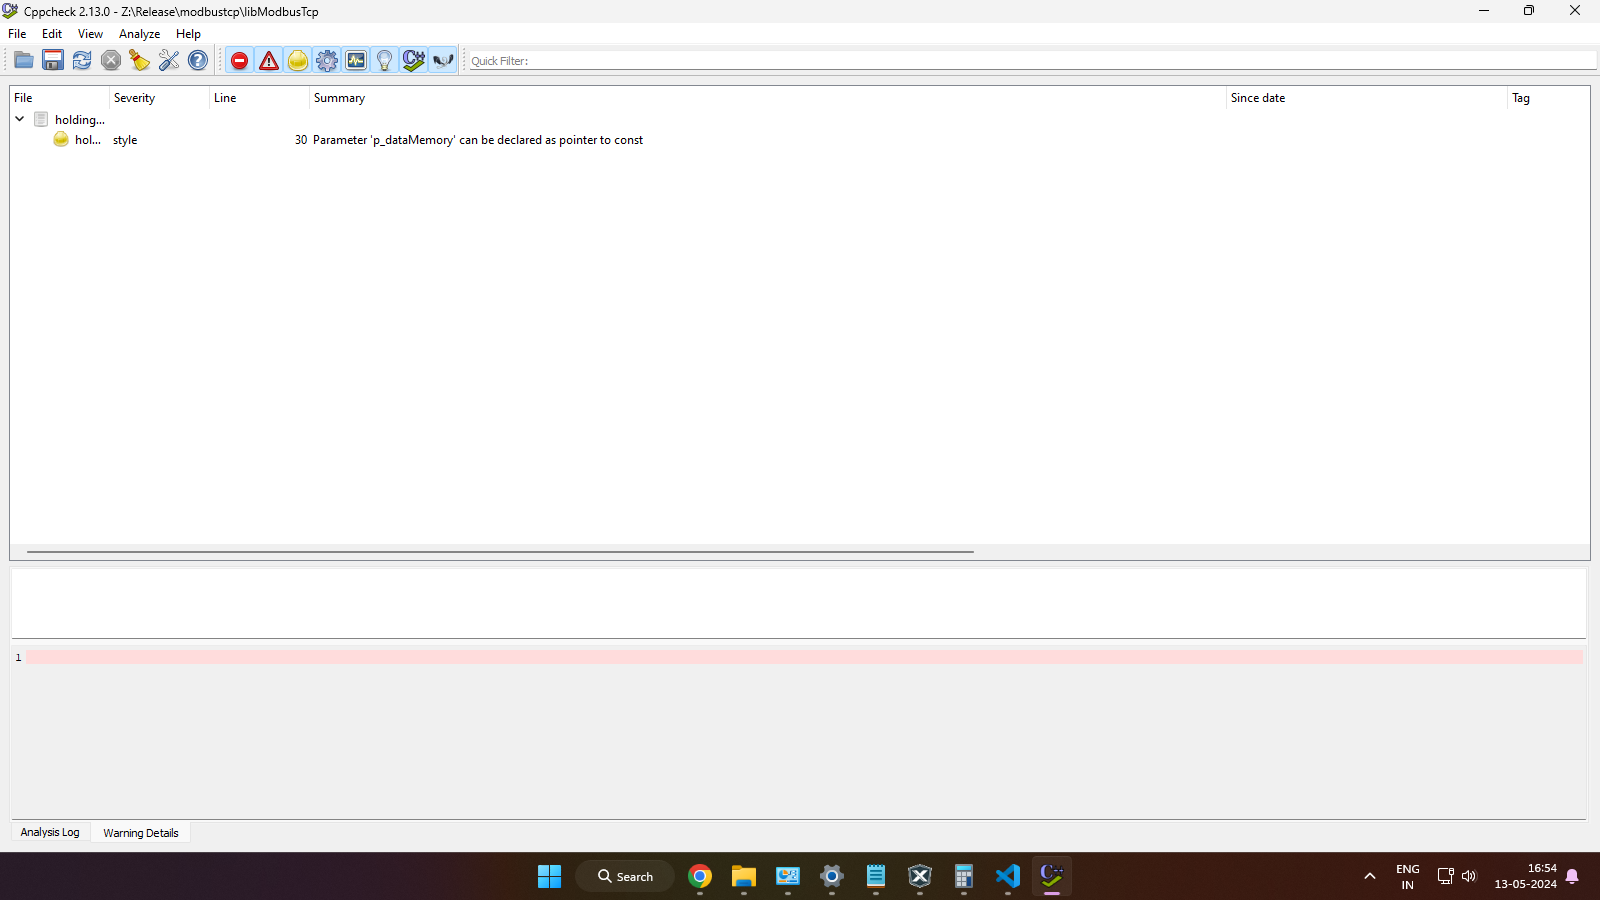 Cppcheck 2.13.0 - Z:\Release\modbustcp\libModbusTcp
File Edit View Analyze Help
Quick Filter:
File Severity Line Summary Since date Tag
holding...
hol... style 30 Parameter 'p_dataMemory' can be declared as pointer to const
1
Analysis Log Warning Details
Search
ENG
IN
16:54
13-05-2024